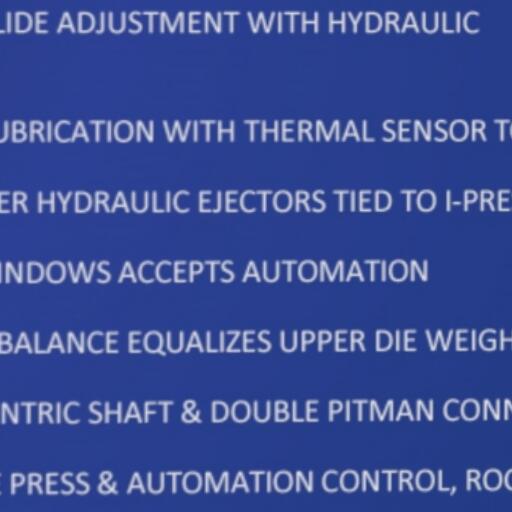 LIDE ADJUSTMENT WITH HYDRAULIC
UBRICATION WITH THERMAL SENSOR TO
ER HYDRAULIC EJECTORS TIED TO I-PRE
INDOWS ACCEPTS AUTOMATION
BALANCE EQUALIZES UPPER DIE WEIGH
NTRIC SHAFT & DOUBLE PITMAN CONN
E PRESS & AUTOMATION CONTROL, ROC